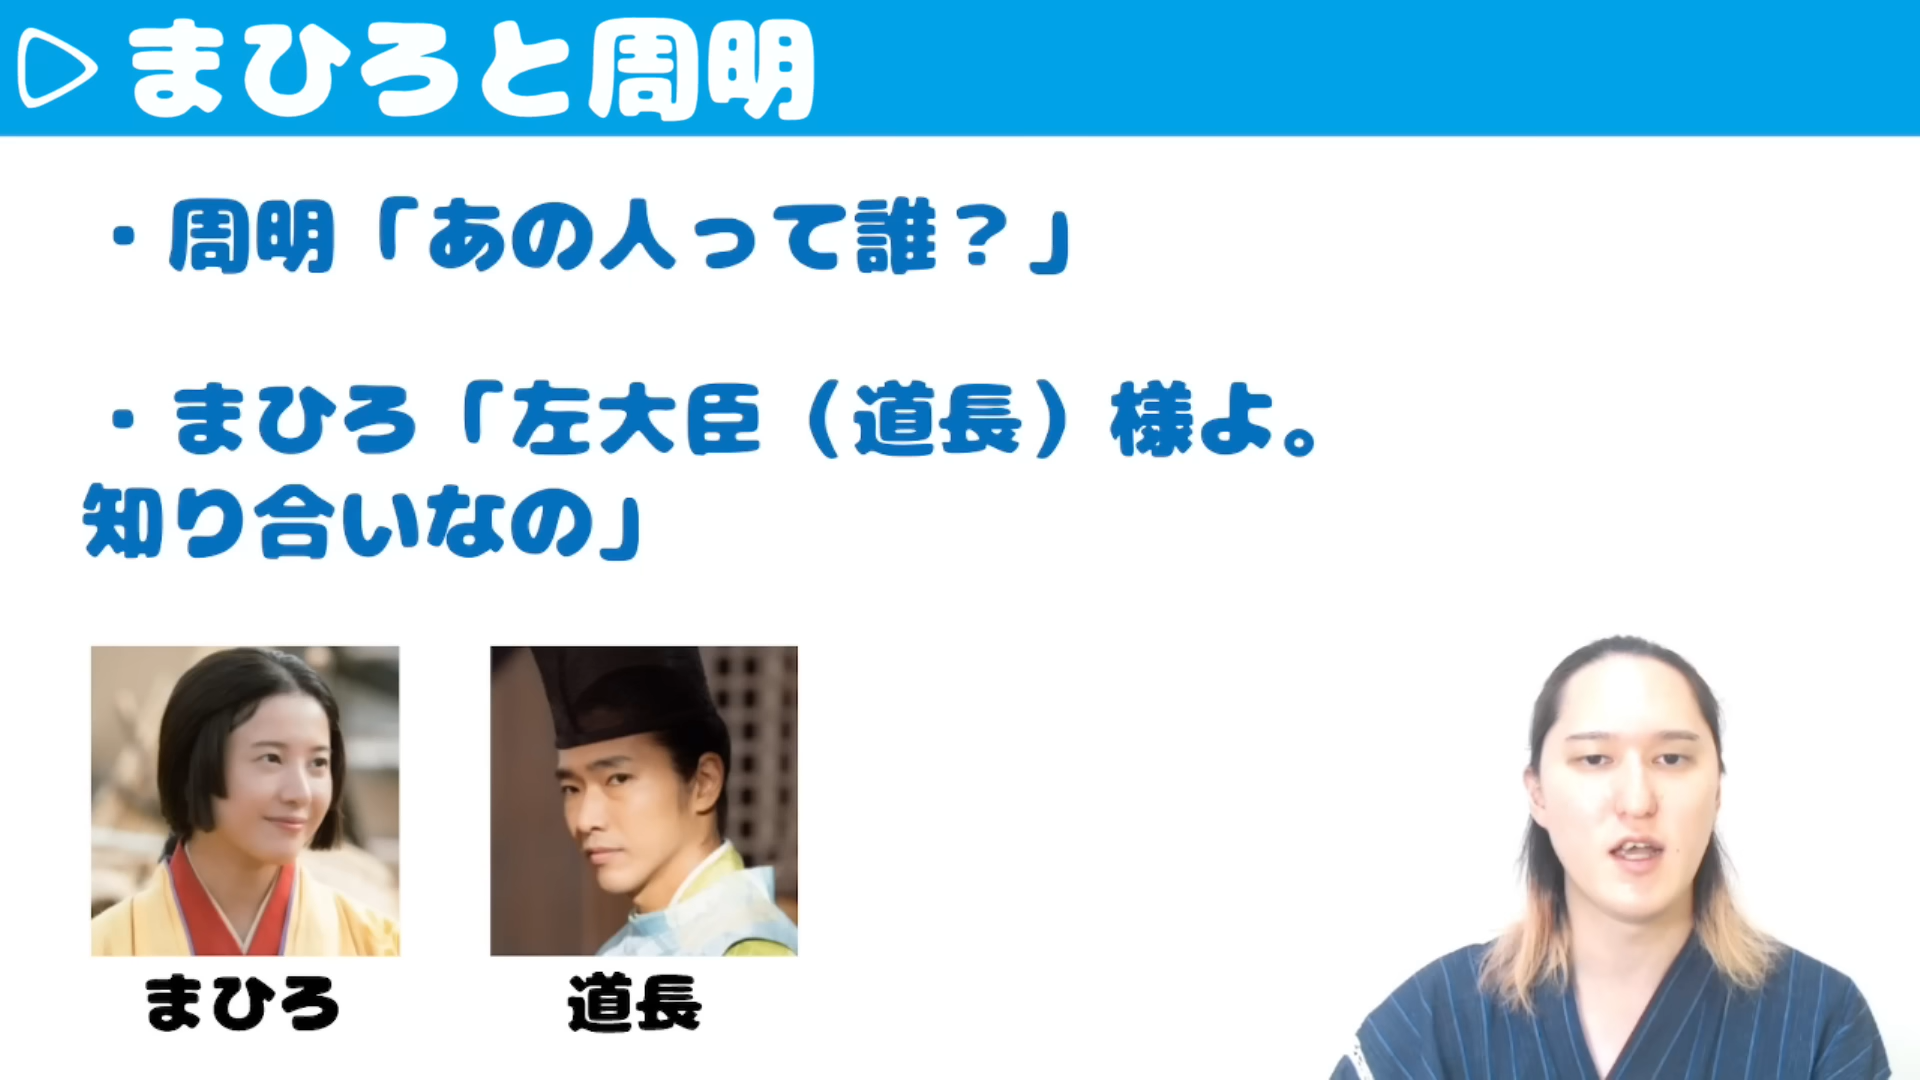 まひろと周明
・周明「あの人って誰？」
・まひろ「左大臣（道長）様よ。
知り合いなの」
まひろ
道長